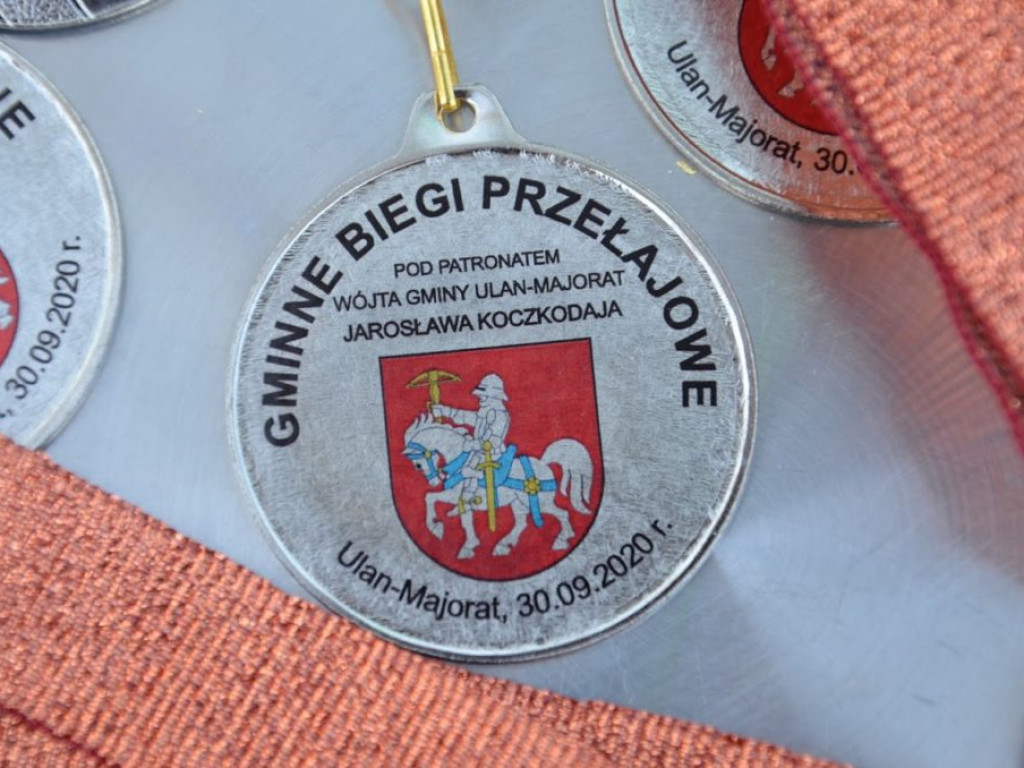 GMINNE BIEGI PRZEŁAJOWE
POD PATRONATEM
WÓJTA GMINY ULAN-MAJORAT
JAROSŁAWA KOCZKODAJA
Ulan-Majorat, 30.09.2020 r.
Ulan-Majorat, 30.
NE
, 30.09.2020 r.